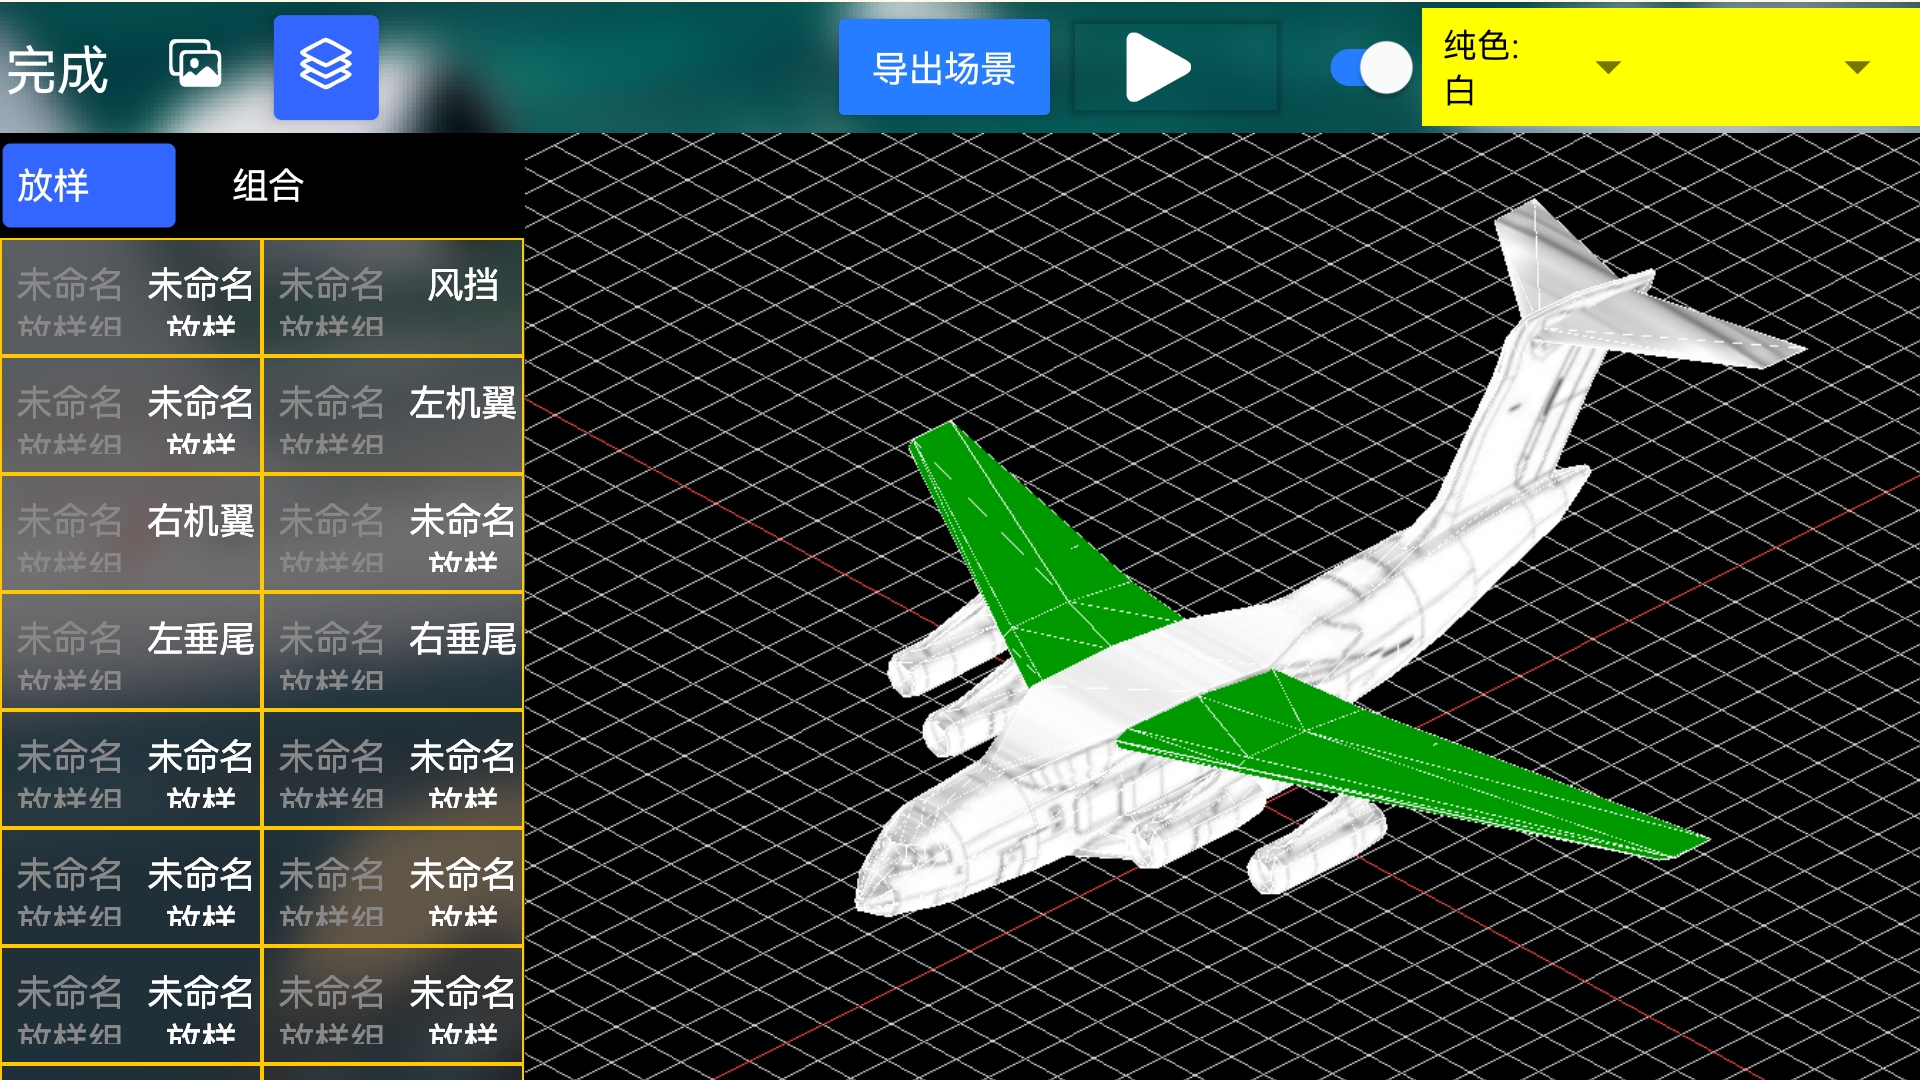 完成
导出场景
纯色:
白
放样
组合
未命名 未命名 未命名 风挡
放样组 放样 放样组
未命名 未命名 未命名 左机翼
放样组 放样 放样组
未命名 右机翼 未命名 未命名
放样组 放样组 放样
未命名 左垂尾 未命名 右垂尾
放样组 放样组
未命名 未命名 未命名 未命名
放样组 放样 放样组 放样
未命名 未命名 未命名 未命名
放样组 放样 放样组 放样
未命名 未命名 未命名 未命名
放样组 放样 放样组 放样